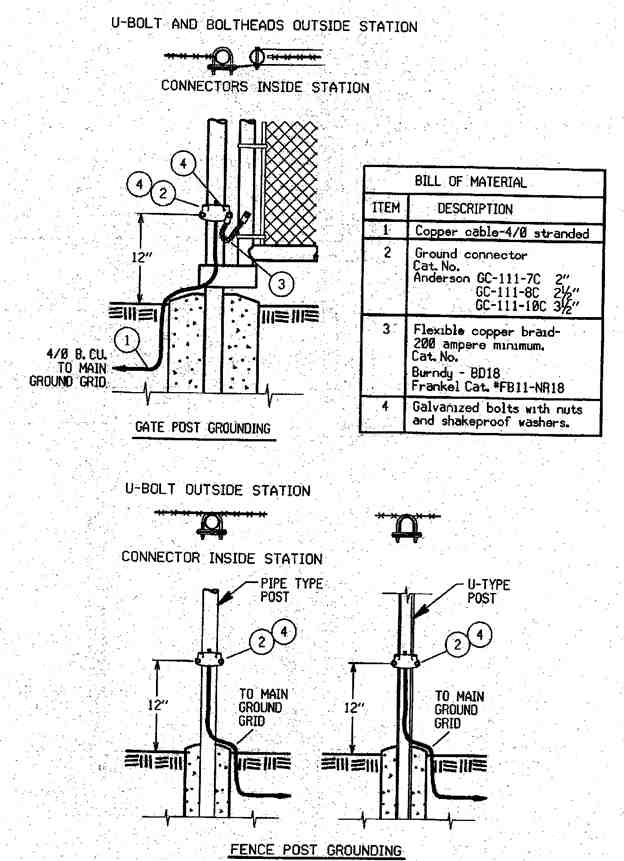 U-BOLT AND BOLTHEADS OUTSIDE STATION
CONNECTORS INSIDE STATION
4
4
2
12"
3
1
4/0 B. CU.
TO MAIN
GROUND GRID
GATE POST GROUNDING
BILL OF MATERIAL
ITEM DESCRIPTION
1 Copper cable-4/0 stranded
2 Ground connector
Cat. No.
Anderson GC-111-7C 2"
GC-111-8C 2½"
GC-111-10C 3½"
3 Flexible copper braid-
200 ampere minimum.
Cat. No.
Burndy - BD18
Frankel Cat. #FB11-NR18
4 Galvanized bolts with nuts
and shakeproof washers.
U-BOLT OUTSIDE STATION
CONNECTOR INSIDE STATION
PIPE TYPE
POST
2
4
12"
TO MAIN
GROUND
GRID
U-TYPE
POST
2
4
12"
TO MAIN
GROUND
GRID
FENCE POST GROUNDING